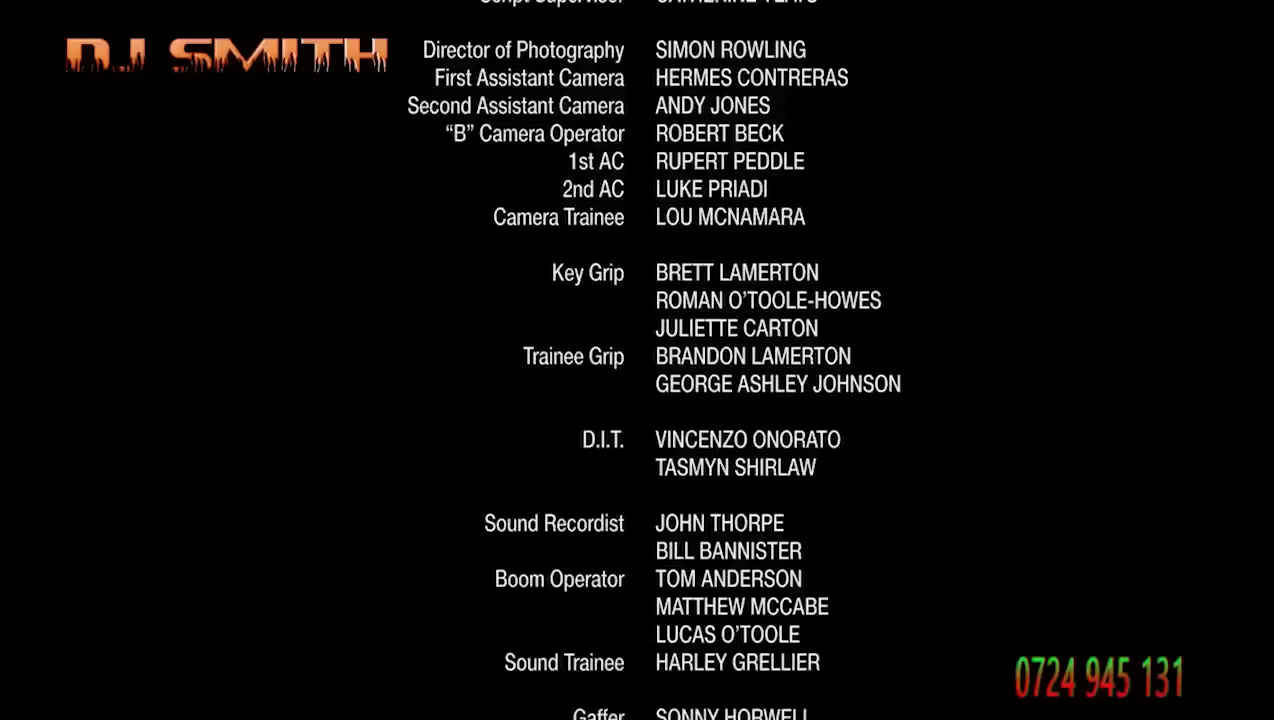 DJ SMITH
Director of Photography SIMON ROWLING
First Assistant Camera HERMES CONTRERAS
Second Assistant Camera ANDY JONES
“B” Camera Operator ROBERT BECK
1st AC RUPERT PEDDLE
2nd AC LUKE PRIADI
Camera Trainee LOU MCNAMARA
Key Grip BRETT LAMERTON
ROMAN O’TOOLE-HOWES
JULIETTE CARTON
Trainee Grip BRANDON LAMERTON
GEORGE ASHLEY JOHNSON
D.I.T. VINCENZO ONORATO
TASMYN SHIRLAW
Sound Recordist JOHN THORPE
BILL BANNISTER
Boom Operator TOM ANDERSON
MATTHEW MCCABE
LUCAS O’TOOLE
Sound Trainee HARLEY GRELLIER
0724 945 131
Gaffer SONNY HORWELL